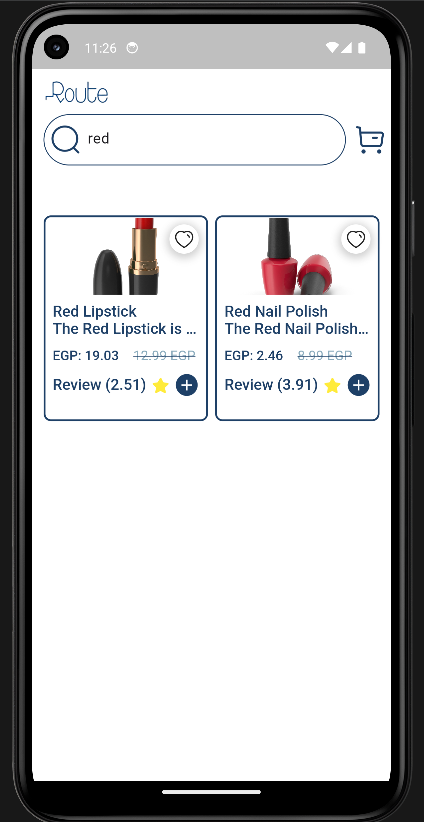 11:26
Route
red
Red Lipstick
The Red Lipstick is ...
EGP: 19.03 12.99 EGP
Review (2.51)
Red Nail Polish
The Red Nail Polish...
EGP: 2.46 8.99 EGP
Review (3.91)